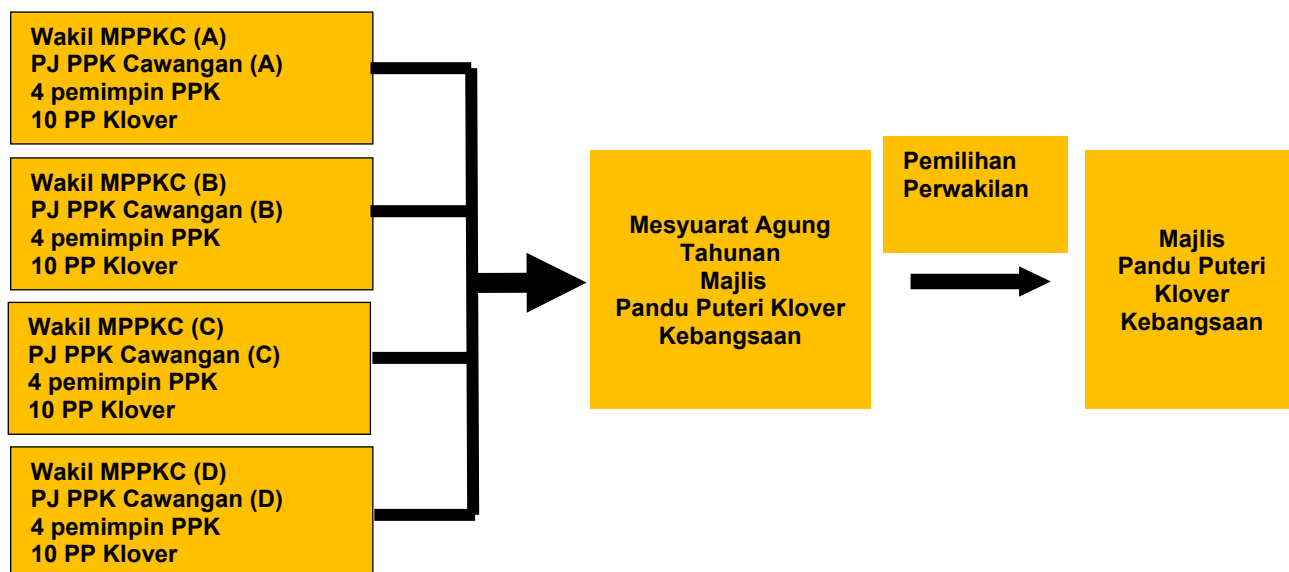 Wakil MPPKC (A)
PJ PPK Cawangan (A)
4 pemimpin PPK
10 PP Klover
Wakil MPPKC (B)
PJ PPK Cawangan (B)
4 pemimpin PPK
10 PP Klover
Wakil MPPKC (C)
PJ PPK Cawangan (C)
4 pemimpin PPK
10 PP Klover
Wakil MPPKC (D)
PJ PPK Cawangan (D)
4 pemimpin PPK
10 PP Klover
Mesyuarat Agung
Tahunan
Majlis
Pandu Puteri Klover
Kebangsaan
Pemilihan
Perwakilan
Majlis
Pandu Puteri
Klover
Kebangsaan